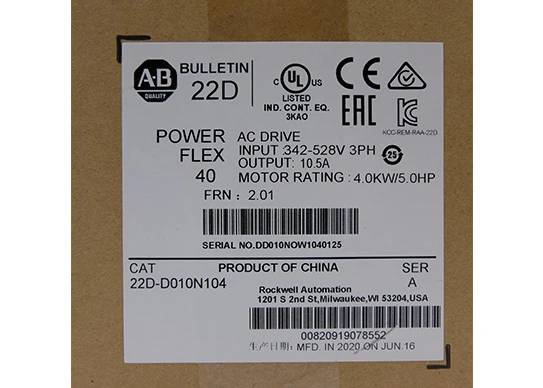 A-B
QUALITY
BULLETIN
22D
C UL US
LISTED
IND. CONT. EQ.
3KAO
CE
EAC
KC
KCC-REM-RAA-22D
POWER
FLEX
40
AC DRIVE
INPUT :342-528V 3PH
OUTPUT: 10.5A
MOTOR RATING : 4.0KW/5.0HP
25
FRN : 2.01
SERIAL NO.DD010NOW1040125
CAT
22D-D010N104
PRODUCT OF CHINA
SER
A
Rockwell Automation
1201 S 2nd St,Milwaukee,WI 53204,USA
00820919078552
生产日期: MFD. IN 2020 ON JUN.16